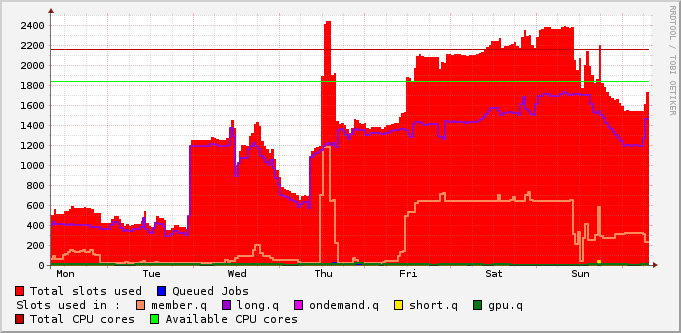 2400
2200
2000
1800
1600
1400
1200
1000
800
600
400
200
0
Mon Tue Wed Thu Fri Sat Sun
RRDTOOL / TOBI OETIKER
Total slots used Queued Jobs
Slots used in : member.q long.q ondemand.q short.q gpu.q
Total CPU cores Available CPU cores